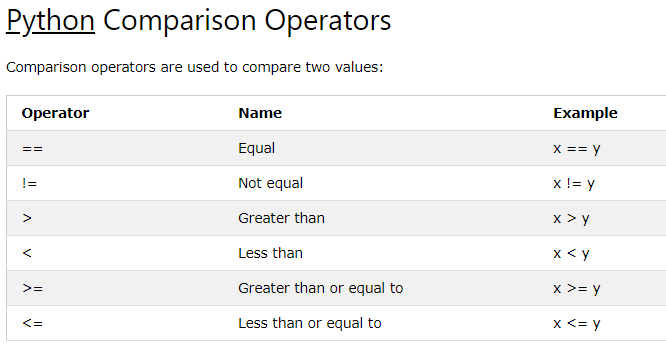 Python Comparison Operators
Comparison operators are used to compare two values:
Operator Name Example
== Equal x == y
!= Not equal x != y
> Greater than x > y
< Less than x < y
>= Greater than or equal to x >= y
<= Less than or equal to x <= y